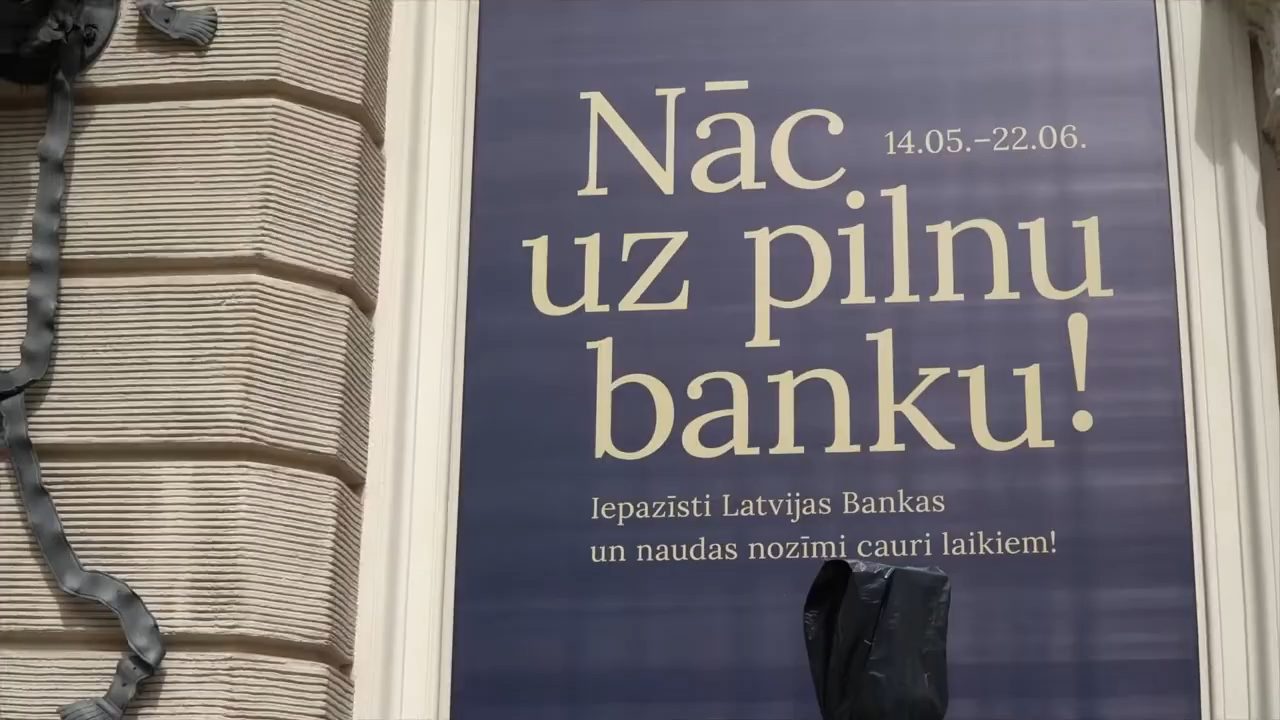 Nāc 14.05.–22.06.
uz pilnu
banku!
Iepazīsti Latvijas Bankas
un naudas nozīmi cauri laikiem!